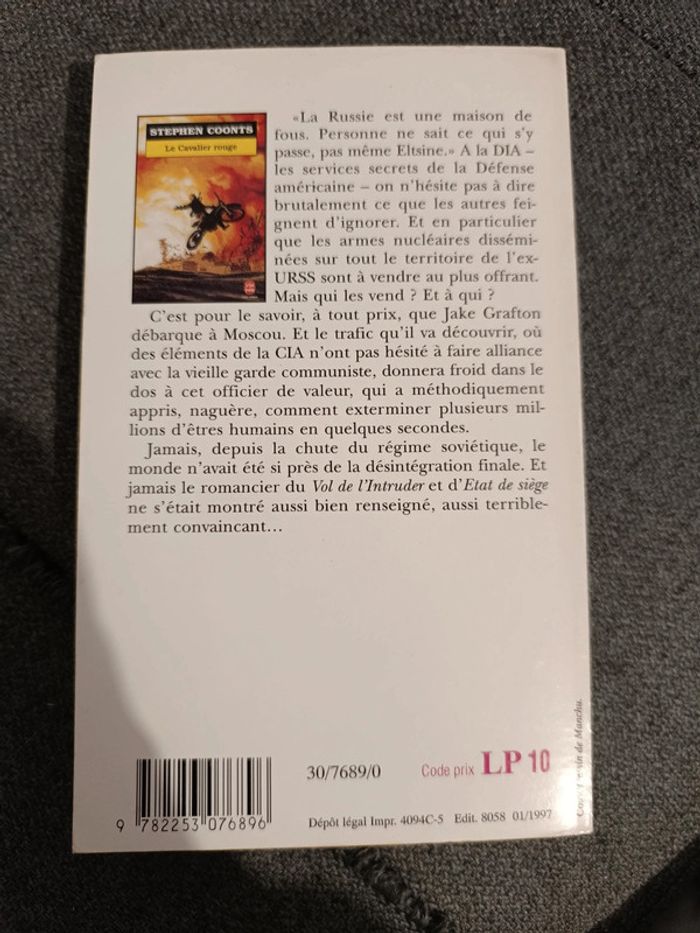 STEPHEN COONTS
Le Cavalier rouge
«La Russie est une maison de
fous. Personne ne sait ce qui s'y
passe, pas même Eltsine.» A la DIA –
les services secrets de la Défense
américaine – on n'hésite pas à dire
brutalement ce que les autres fei-
gnent d'ignorer. Et en particulier
que les armes nucléaires dissémi-
nées sur tout le territoire de l'ex-
URSS sont à vendre au plus offrant.
Mais qui les vend ? Et à qui ?
C'est pour le savoir, à tout prix, que Jake Grafton
débarque à Moscou. Et le trafic qu'il va découvrir, où
des éléments de la CIA n'ont pas hésité à faire alliance
avec la vieille garde communiste, donnera froid dans le
dos à cet officier de valeur, qui a méthodiquement
appris, naguère, comment exterminer plusieurs mil-
lions d'êtres humains en quelques secondes.
Jamais, depuis la chute du régime soviétique, le
monde n'avait été si près de la désintégration finale. Et
jamais le romancier du Vol de l'Intruder et d'Etat de siège
ne s'était montré aussi bien renseigné, aussi terrible-
ment convaincant…
30/7689/0
Code prix LP 10
9 782253 076896
Dépôt légal Impr. 4094C-5 Edit. 8058 01/1997
de Manchu.